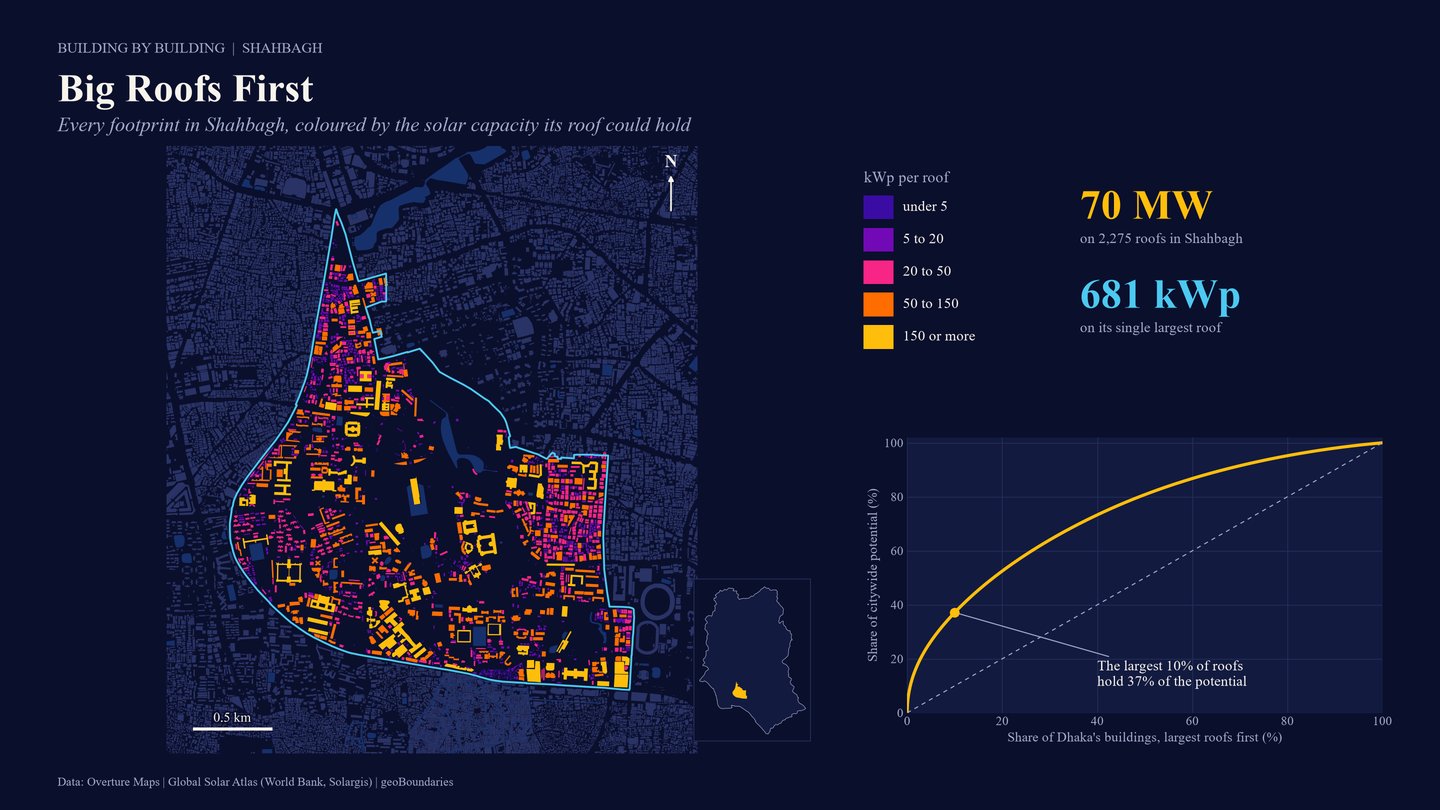 BUILDING BY BUILDING | SHAHBAGH
Big Roofs First
Every footprint in Shahbagh, coloured by the solar capacity its roof could hold
N
0.5 km
kWp per roof
under 5
5 to 20
20 to 50
50 to 150
150 or more
70 MW
on 2,275 roofs in Shahbagh
681 kWp
on its single largest roof
Share of citywide potential (%)
100
80
60
40
20
0
The largest 10% of roofs
hold 37% of the potential
0 20 40 60 80 100
Share of Dhaka's buildings, largest roofs first (%)
Data: Overture Maps | Global Solar Atlas (World Bank, Solargis) | geoBoundaries